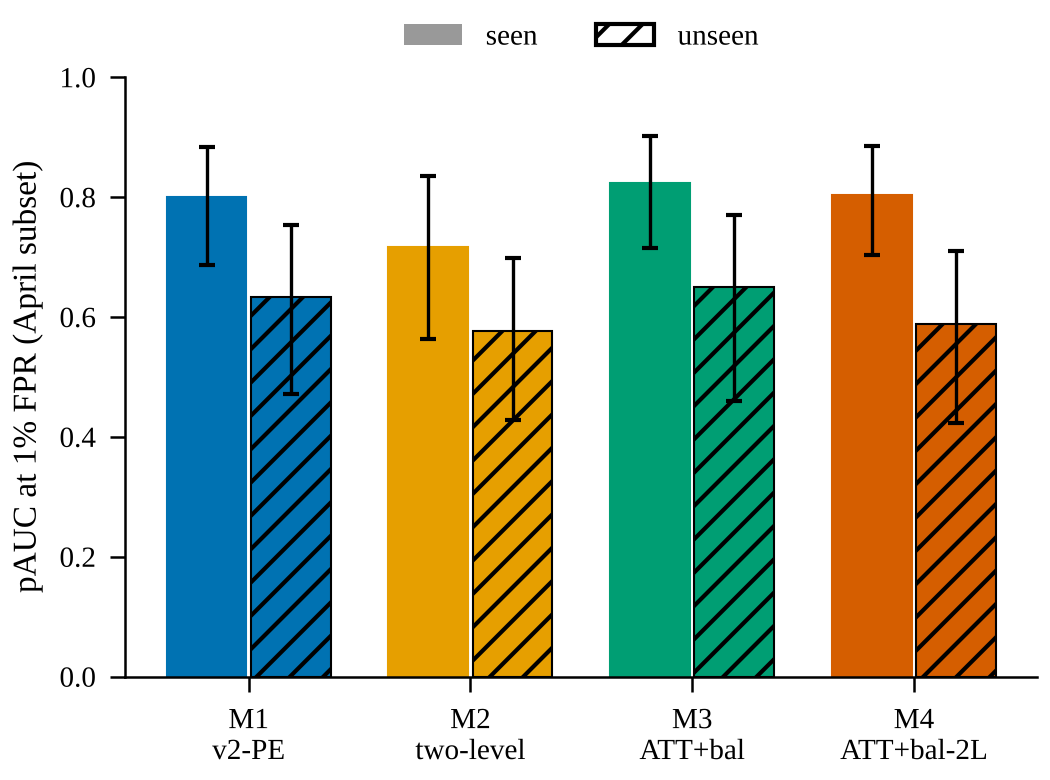 seen unseen
pAUC at 1% FPR (April subset)
1.0
0.8
0.6
0.4
0.2
0.0
M1 M2 M3 M4
v2-PE two-level ATT+bal ATT+bal-2L